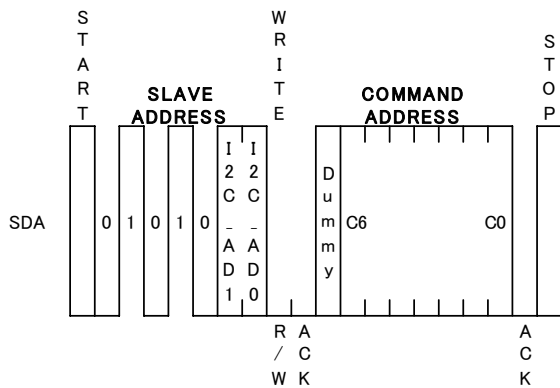 START
WRITE
STOP
SLAVE
ADDRESS
COMMAND
ADDRESS
SDA
0 1 0 1 0
I2C_AD1
I2C_AD0
Dummy
C6
C0
R/W
ACK
ACK